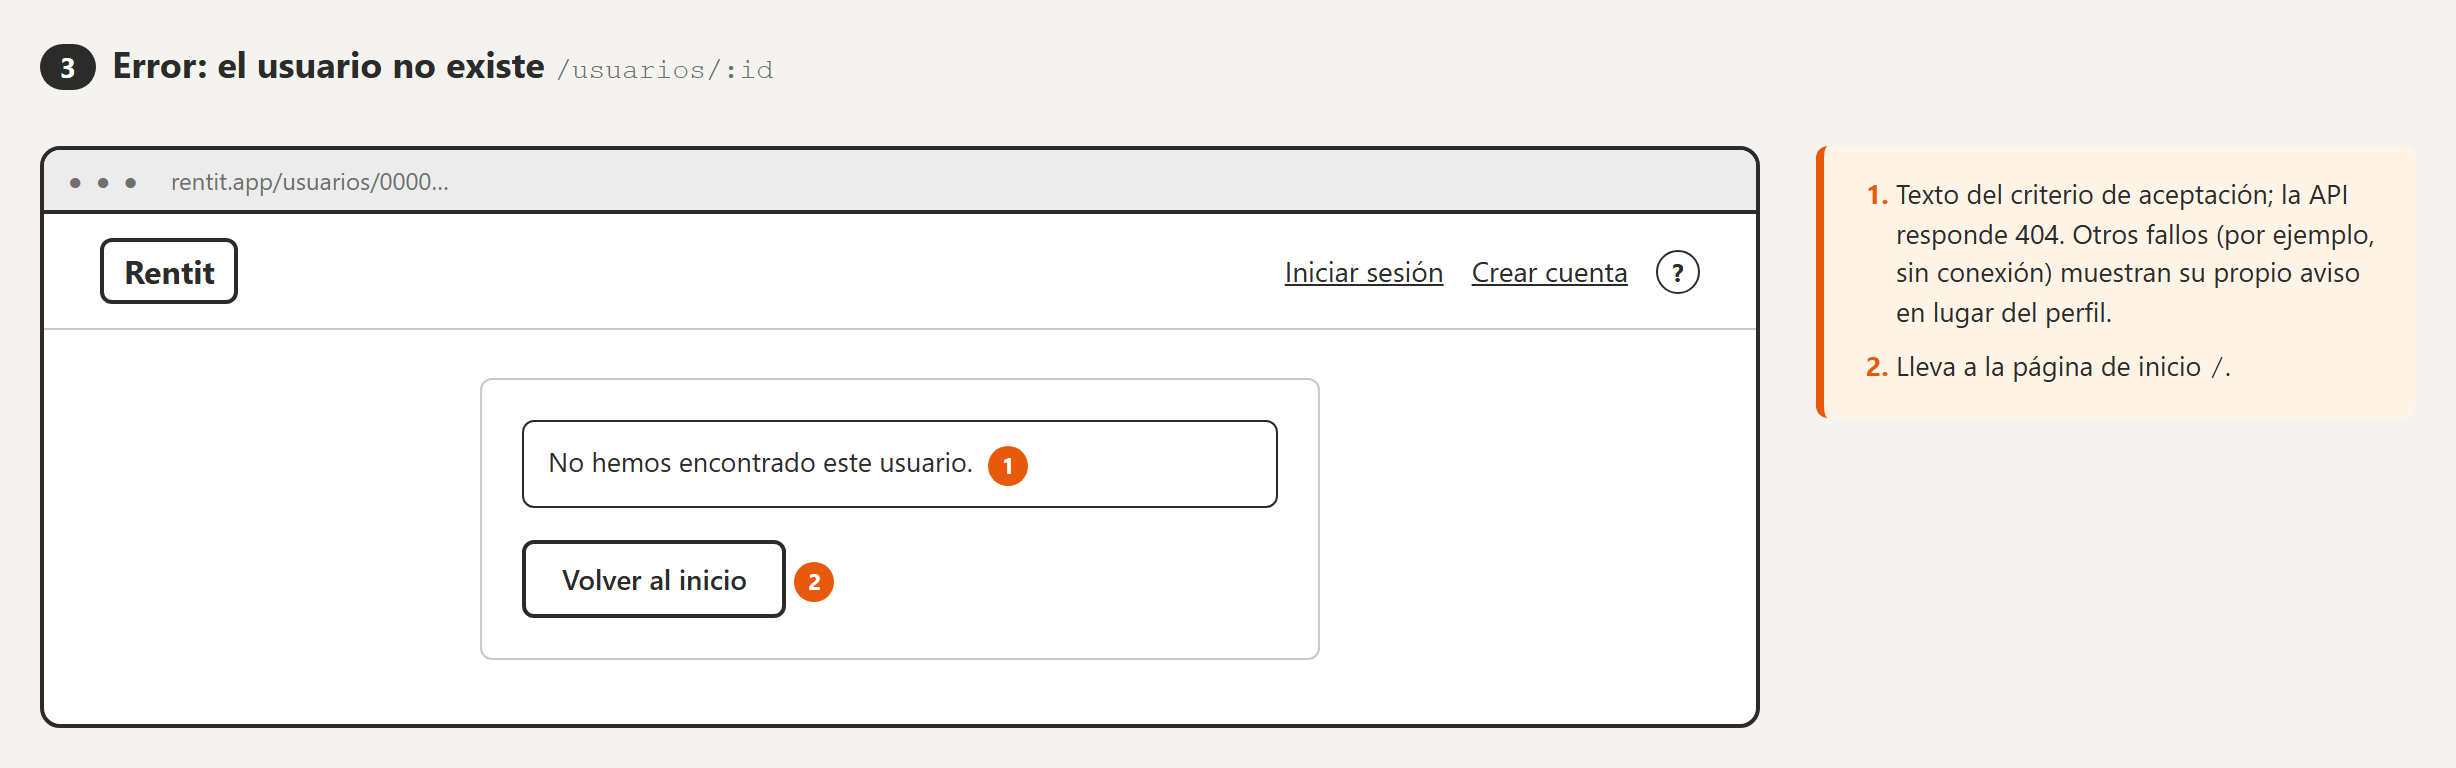 3 Error: el usuario no existe /usuarios/:id
rentit.app/usuarios/0000...
Rentit
Iniciar sesión Crear cuenta ?
No hemos encontrado este usuario. 1
Volver al inicio 2
1. Texto del criterio de aceptación; la API
responde 404. Otros fallos (por ejemplo,
sin conexión) muestran su propio aviso
en lugar del perfil.
2. Lleva a la página de inicio /.